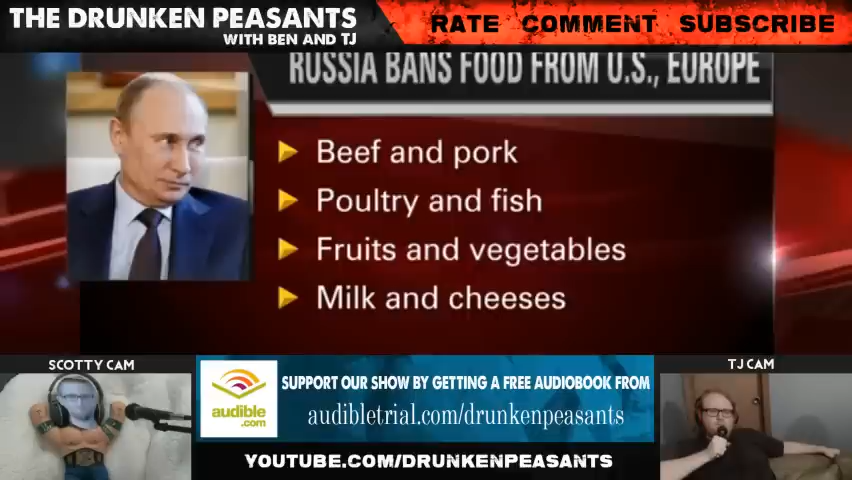 THE DRUNKEN PEASANTS
WITH BEN AND TJ
RATE COMMENT SUBSCRIBE
RUSSIA BANS FOOD FROM U.S., EUROPE
Beef and pork
Poultry and fish
Fruits and vegetables
Milk and cheeses
SCOTTY CAM
TJ CAM
audible
.com
SUPPORT OUR SHOW BY GETTING A FREE AUDIOBOOK FROM
audibletrial.com/drunkenpeasants
YOUTUBE.COM/DRUNKENPEASANTS